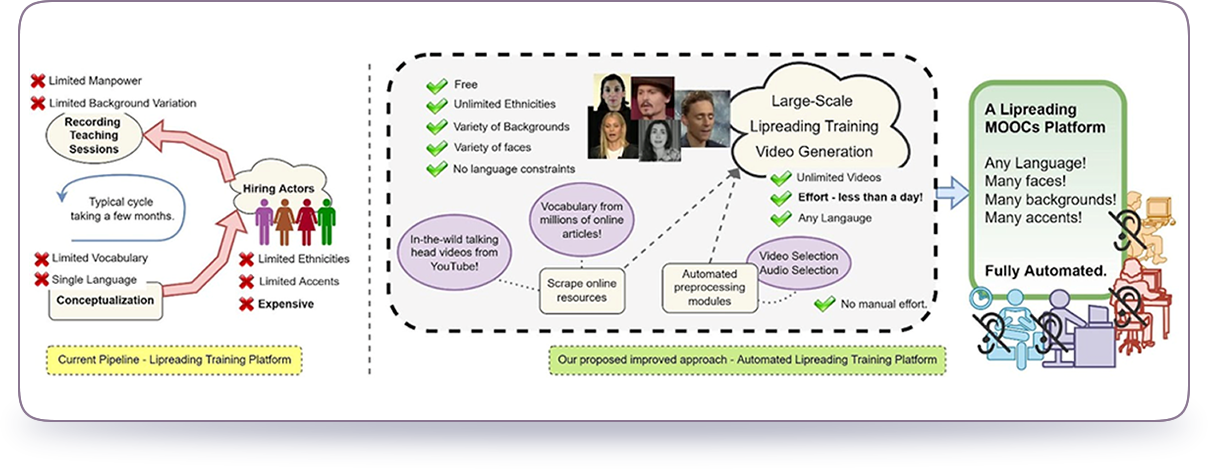 Limited Manpower
Limited Background Variation
Recording
Teaching
Sessions
Hiring Actors
Typical cycle
taking a few months.
Limited Vocabulary
Single Language
Conceptualization
Limited Ethnicities
Limited Accents
Expensive
Current Pipeline - Lipreading Training Platform
Free
Unlimited Ethnicities
Variety of Backgrounds
Variety of faces
No language constraints
Large-Scale
Lipreading Training
Video Generation
Unlimited Videos
Effort - less than a day!
Any Langauge
Vocabulary from
millions of online
articles!
In-the-wild talking
head videos from
YouTube!
Scrape online
resources
Automated
preprocessing
modules
Video Selection
Audio Selection
No manual effort.
Our proposed improved approach - Automated Lipreading Training Platform
A Lipreading
MOOCs Platform
Any Language!
Many faces!
Many backgrounds!
Many accents!
Fully Automated.